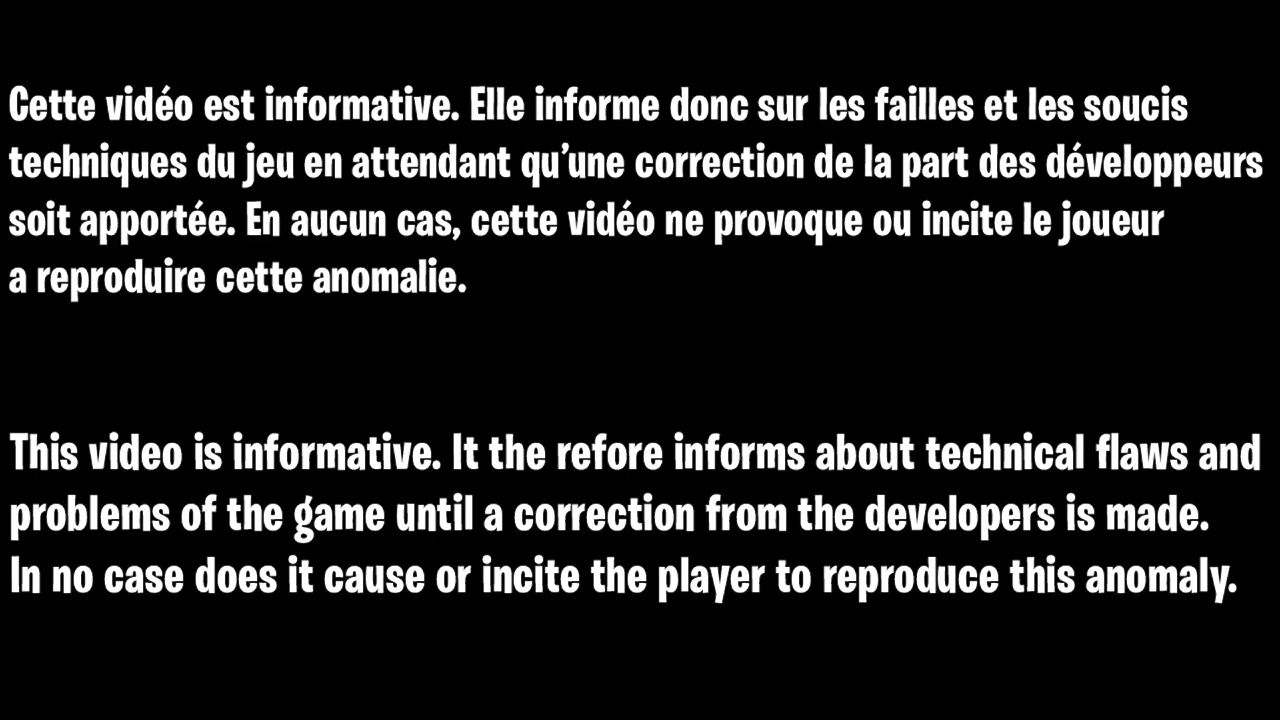 Cette vidéo est informative. Elle informe donc sur les failles et les soucis
techniques du jeu en attendant qu’une correction de la part des développeurs
soit apportée. En aucun cas, cette vidéo ne provoque ou incite le joueur
a reproduire cette anomalie.
This video is informative. It the refore informs about technical flaws and
problems of the game until a correction from the developers is made.
In no case does it cause or incite the player to reproduce this anomaly.